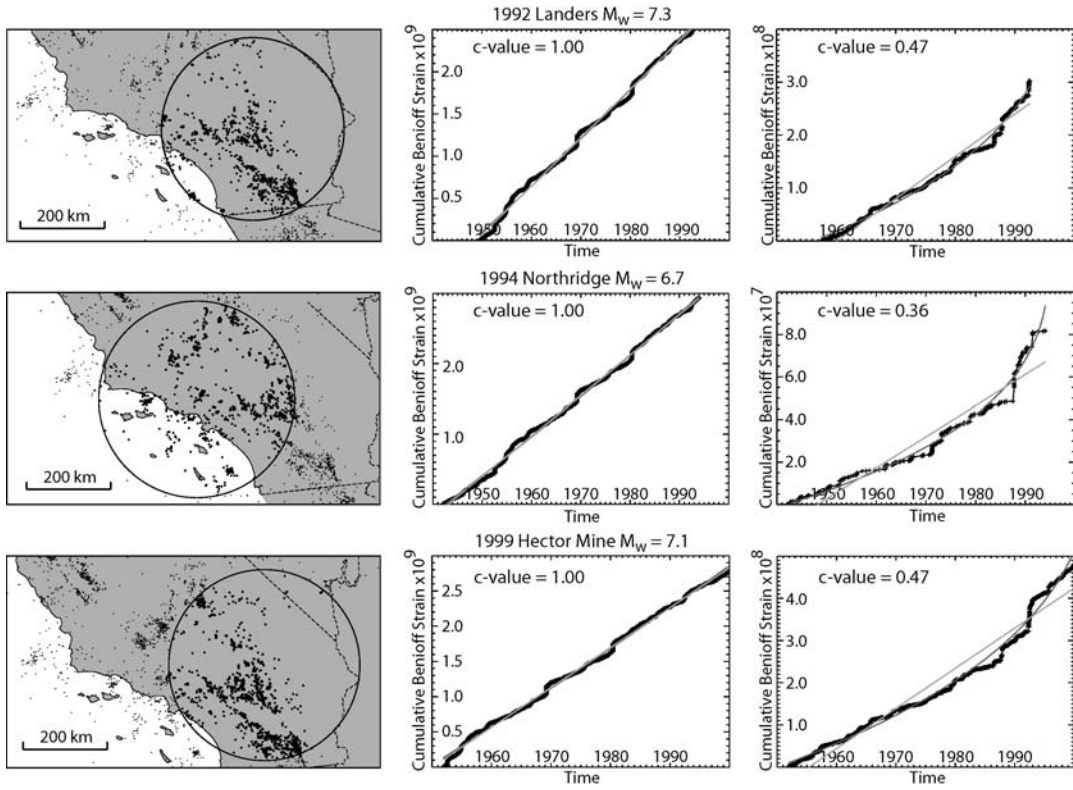 1992 Landers Mw = 7.3
200 km
Cumulative Benioff Strain x10^9
c-value = 1.00
2.0
1.5
1.0
0.5
1950 1960 1970 1980 1990
Time
Cumulative Benioff Strain x10^8
c-value = 0.47
3.0
2.0
1.0
1960 1970 1980 1990
Time
1994 Northridge Mw = 6.7
200 km
Cumulative Benioff Strain x10^9
c-value = 1.00
2.0
1.0
1950 1960 1970 1980 1990
Time
Cumulative Benioff Strain x10^7
c-value = 0.36
8.0
6.0
4.0
2.0
1950 1960 1970 1980 1990
Time
1999 Hector Mine Mw = 7.1
200 km
Cumulative Benioff Strain x10^9
c-value = 1.00
2.5
2.0
1.5
1.0
0.5
1960 1970 1980 1990
Time
Cumulative Benioff Strain x10^8
c-value = 0.47
4.0
3.0
2.0
1.0
1960 1970 1980 1990
Time